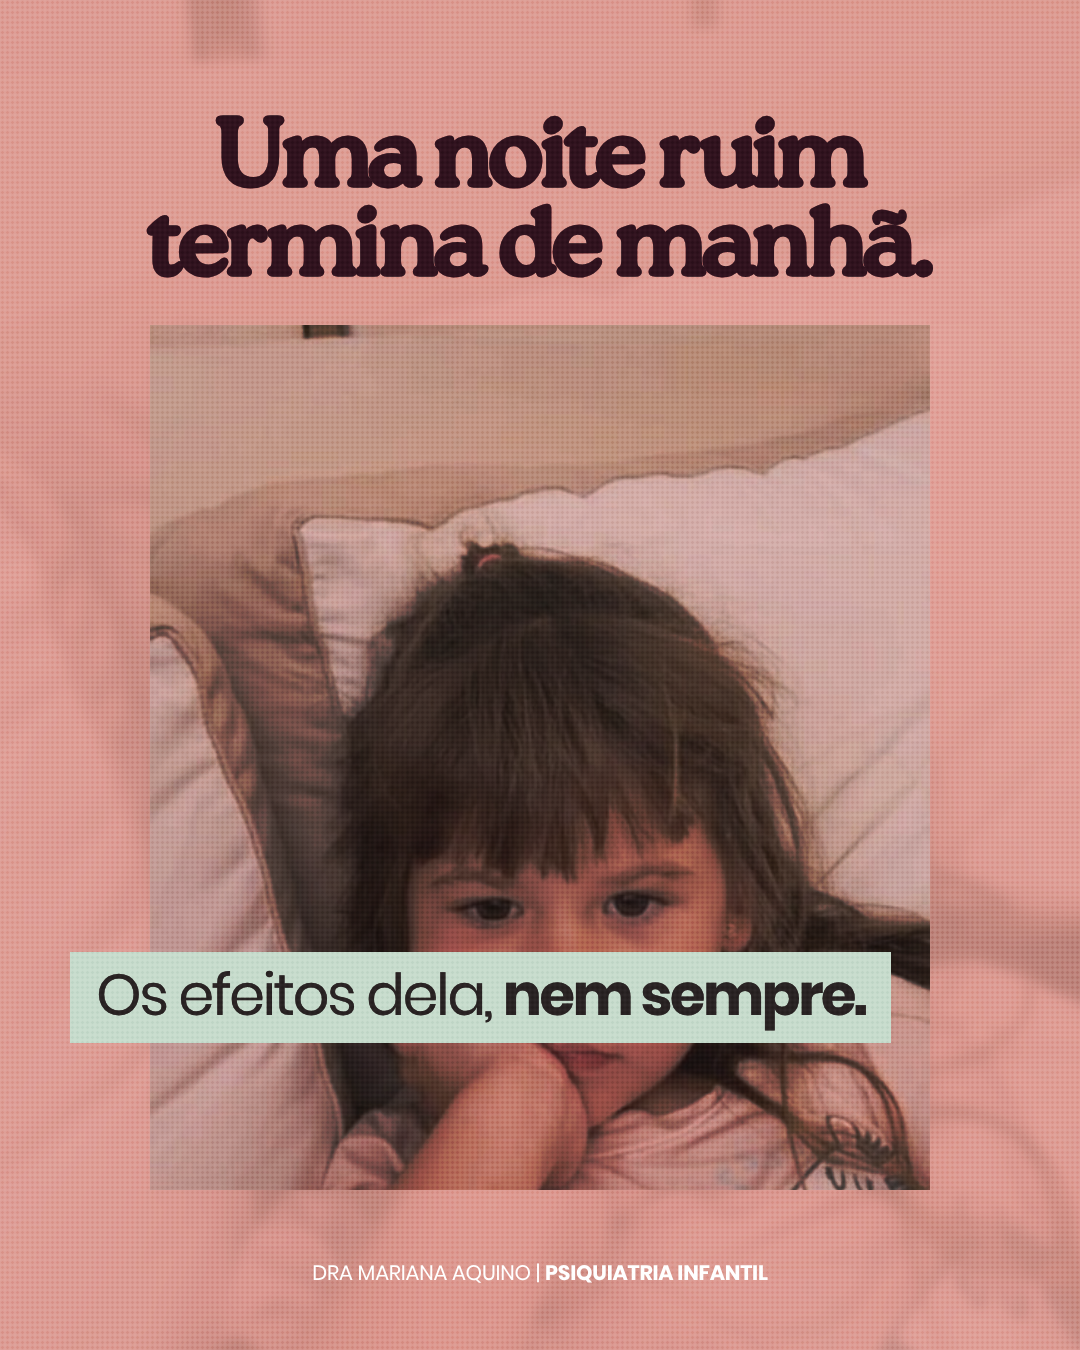 Uma noite ruim
termina de manhã.
Os efeitos dela, nem sempre.
DRA MARIANA AQUINO | PSIQUIATRIA INFANTIL